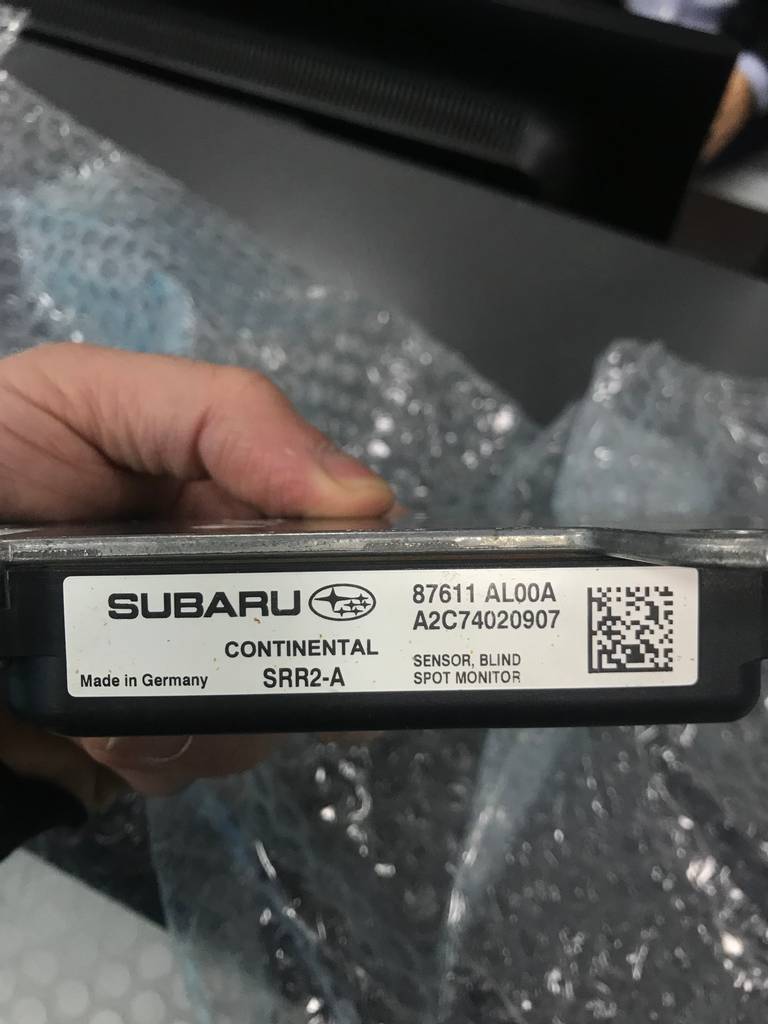 SUBARU
87611 AL00A
A2C74020907
CONTINENTAL
SRR2-A
Made in Germany
SENSOR, BLIND
SPOT MONITOR